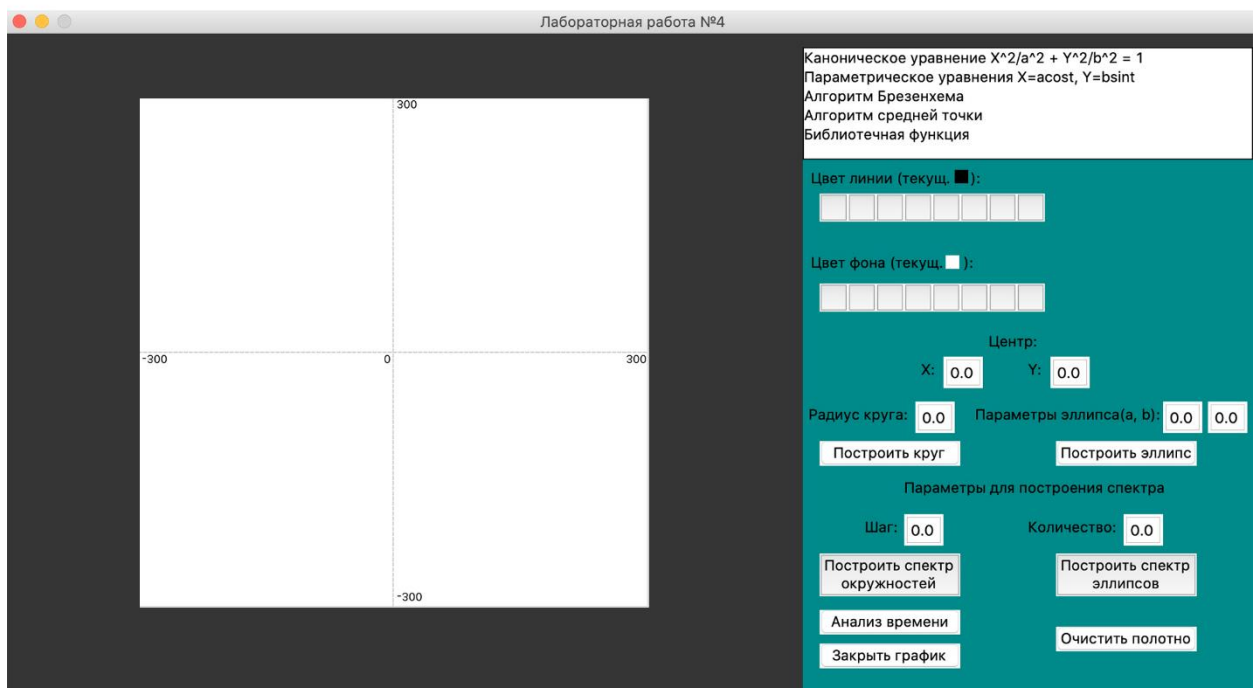 Лабораторная работа №4
Каноническое уравнение X^2/a^2 + Y^2/b^2 = 1
Параметрическое уравнения X=acost, Y=bsint
Алгоритм Брезенхема
Алгоритм средней точки
Библиотечная функция
300
-300
0
300
-300
Цвет линии (текущ. ):
Цвет фона (текущ. ):
Центр:
X: 0.0 Y: 0.0
Радиус круга: 0.0 Параметры эллипса(a, b): 0.0 0.0
Построить круг Построить эллипс
Параметры для построения спектра
Шаг: 0.0 Количество: 0.0
Построить спектр окружностей
Построить спектр эллипсов
Анализ времени
Очистить полотно
Закрыть график